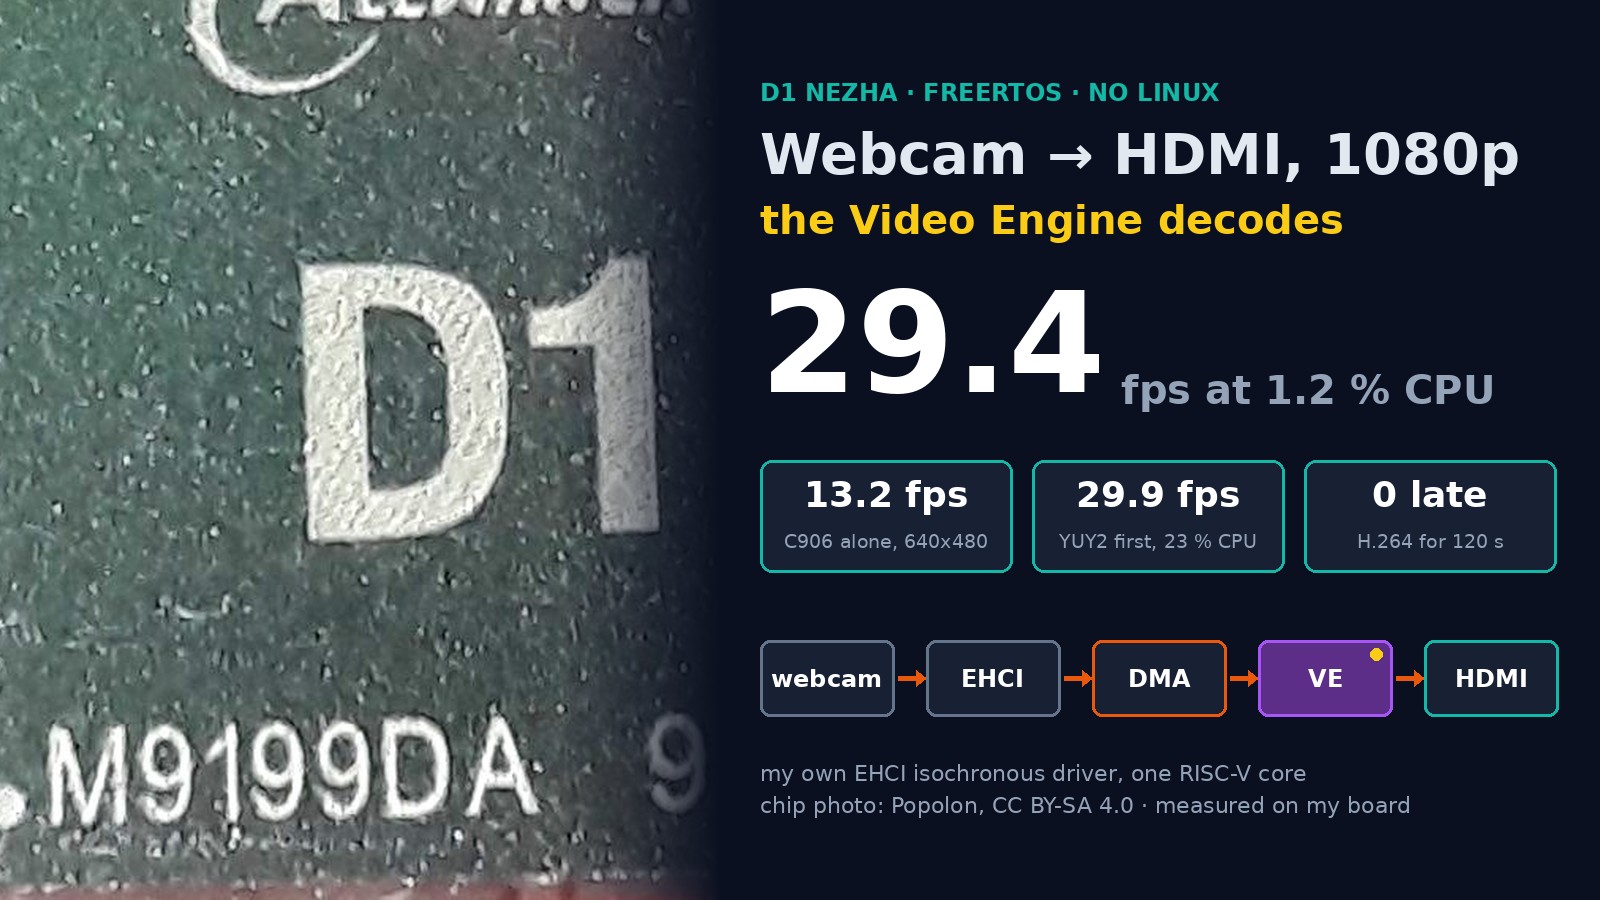 ALLWINNER
D1
M9199DA 9
D1 NEZHA · FREERTOS · NO LINUX
Webcam → HDMI, 1080p
the Video Engine decodes
29.4 fps at 1.2 % CPU
13.2 fps
C906 alone, 640x480
29.9 fps
YUY2 first, 23 % CPU
0 late
H.264 for 120 s
webcam → EHCI → DMA → VE → HDMI
my own EHCI isochronous driver, one RISC-V core
chip photo: Popolon, CC BY-SA 4.0 · measured on my board